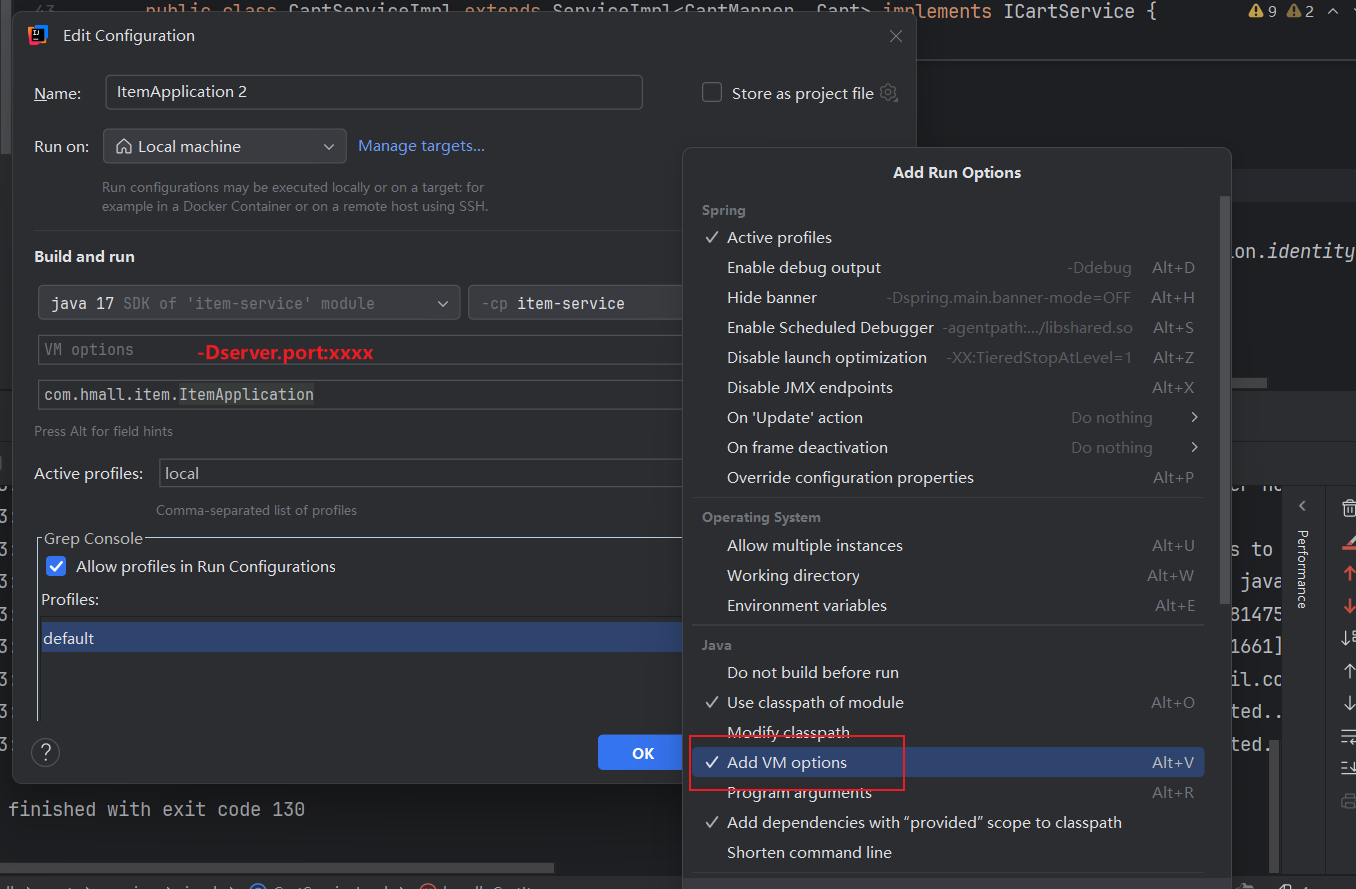 43 public class CartServiceImpl extends ServiceImpl<CartMapper, Cart> implements ICartService {
9 2
Edit Configuration
Name:
ItemApplication 2
Store as project file
Run on:
Local machine
Manage targets...
Run configurations may be executed locally or on a target: for
example in a Docker Container or on a remote host using SSH.
Build and run
java 17 SDK of 'item-service' module
-cp item-service
VM options
-Dserver.port:xxxx
com.hmall.item.ItemApplication
Press Alt for field hints
Active profiles:
local
Comma-separated list of profiles
Grep Console
Allow profiles in Run Configurations
Profiles:
default
?
OK
Add Run Options
Spring
Active profiles
Enable debug output -Ddebug Alt+D
Hide banner -Dspring.main.banner-mode=OFF Alt+H
Enable Scheduled Debugger -agentpath:.../libshared.so Alt+S
Disable launch optimization -XX:TieredStopAtLevel=1 Alt+Z
Disable JMX endpoints Alt+X
On 'Update' action Do nothing
On frame deactivation Do nothing
Override configuration properties Alt+P
Operating System
Allow multiple instances Alt+U
Working directory Alt+W
Environment variables Alt+E
Java
Do not build before run
Use classpath of module Alt+O
Modify classpath
Add VM options Alt+V
Program arguments Alt+R
Add dependencies with “provided” scope to classpath
Shorten command line
on.identity
s to
java
81475
1661]
il.co
ted..
ted.
Performance
finished with exit code 130